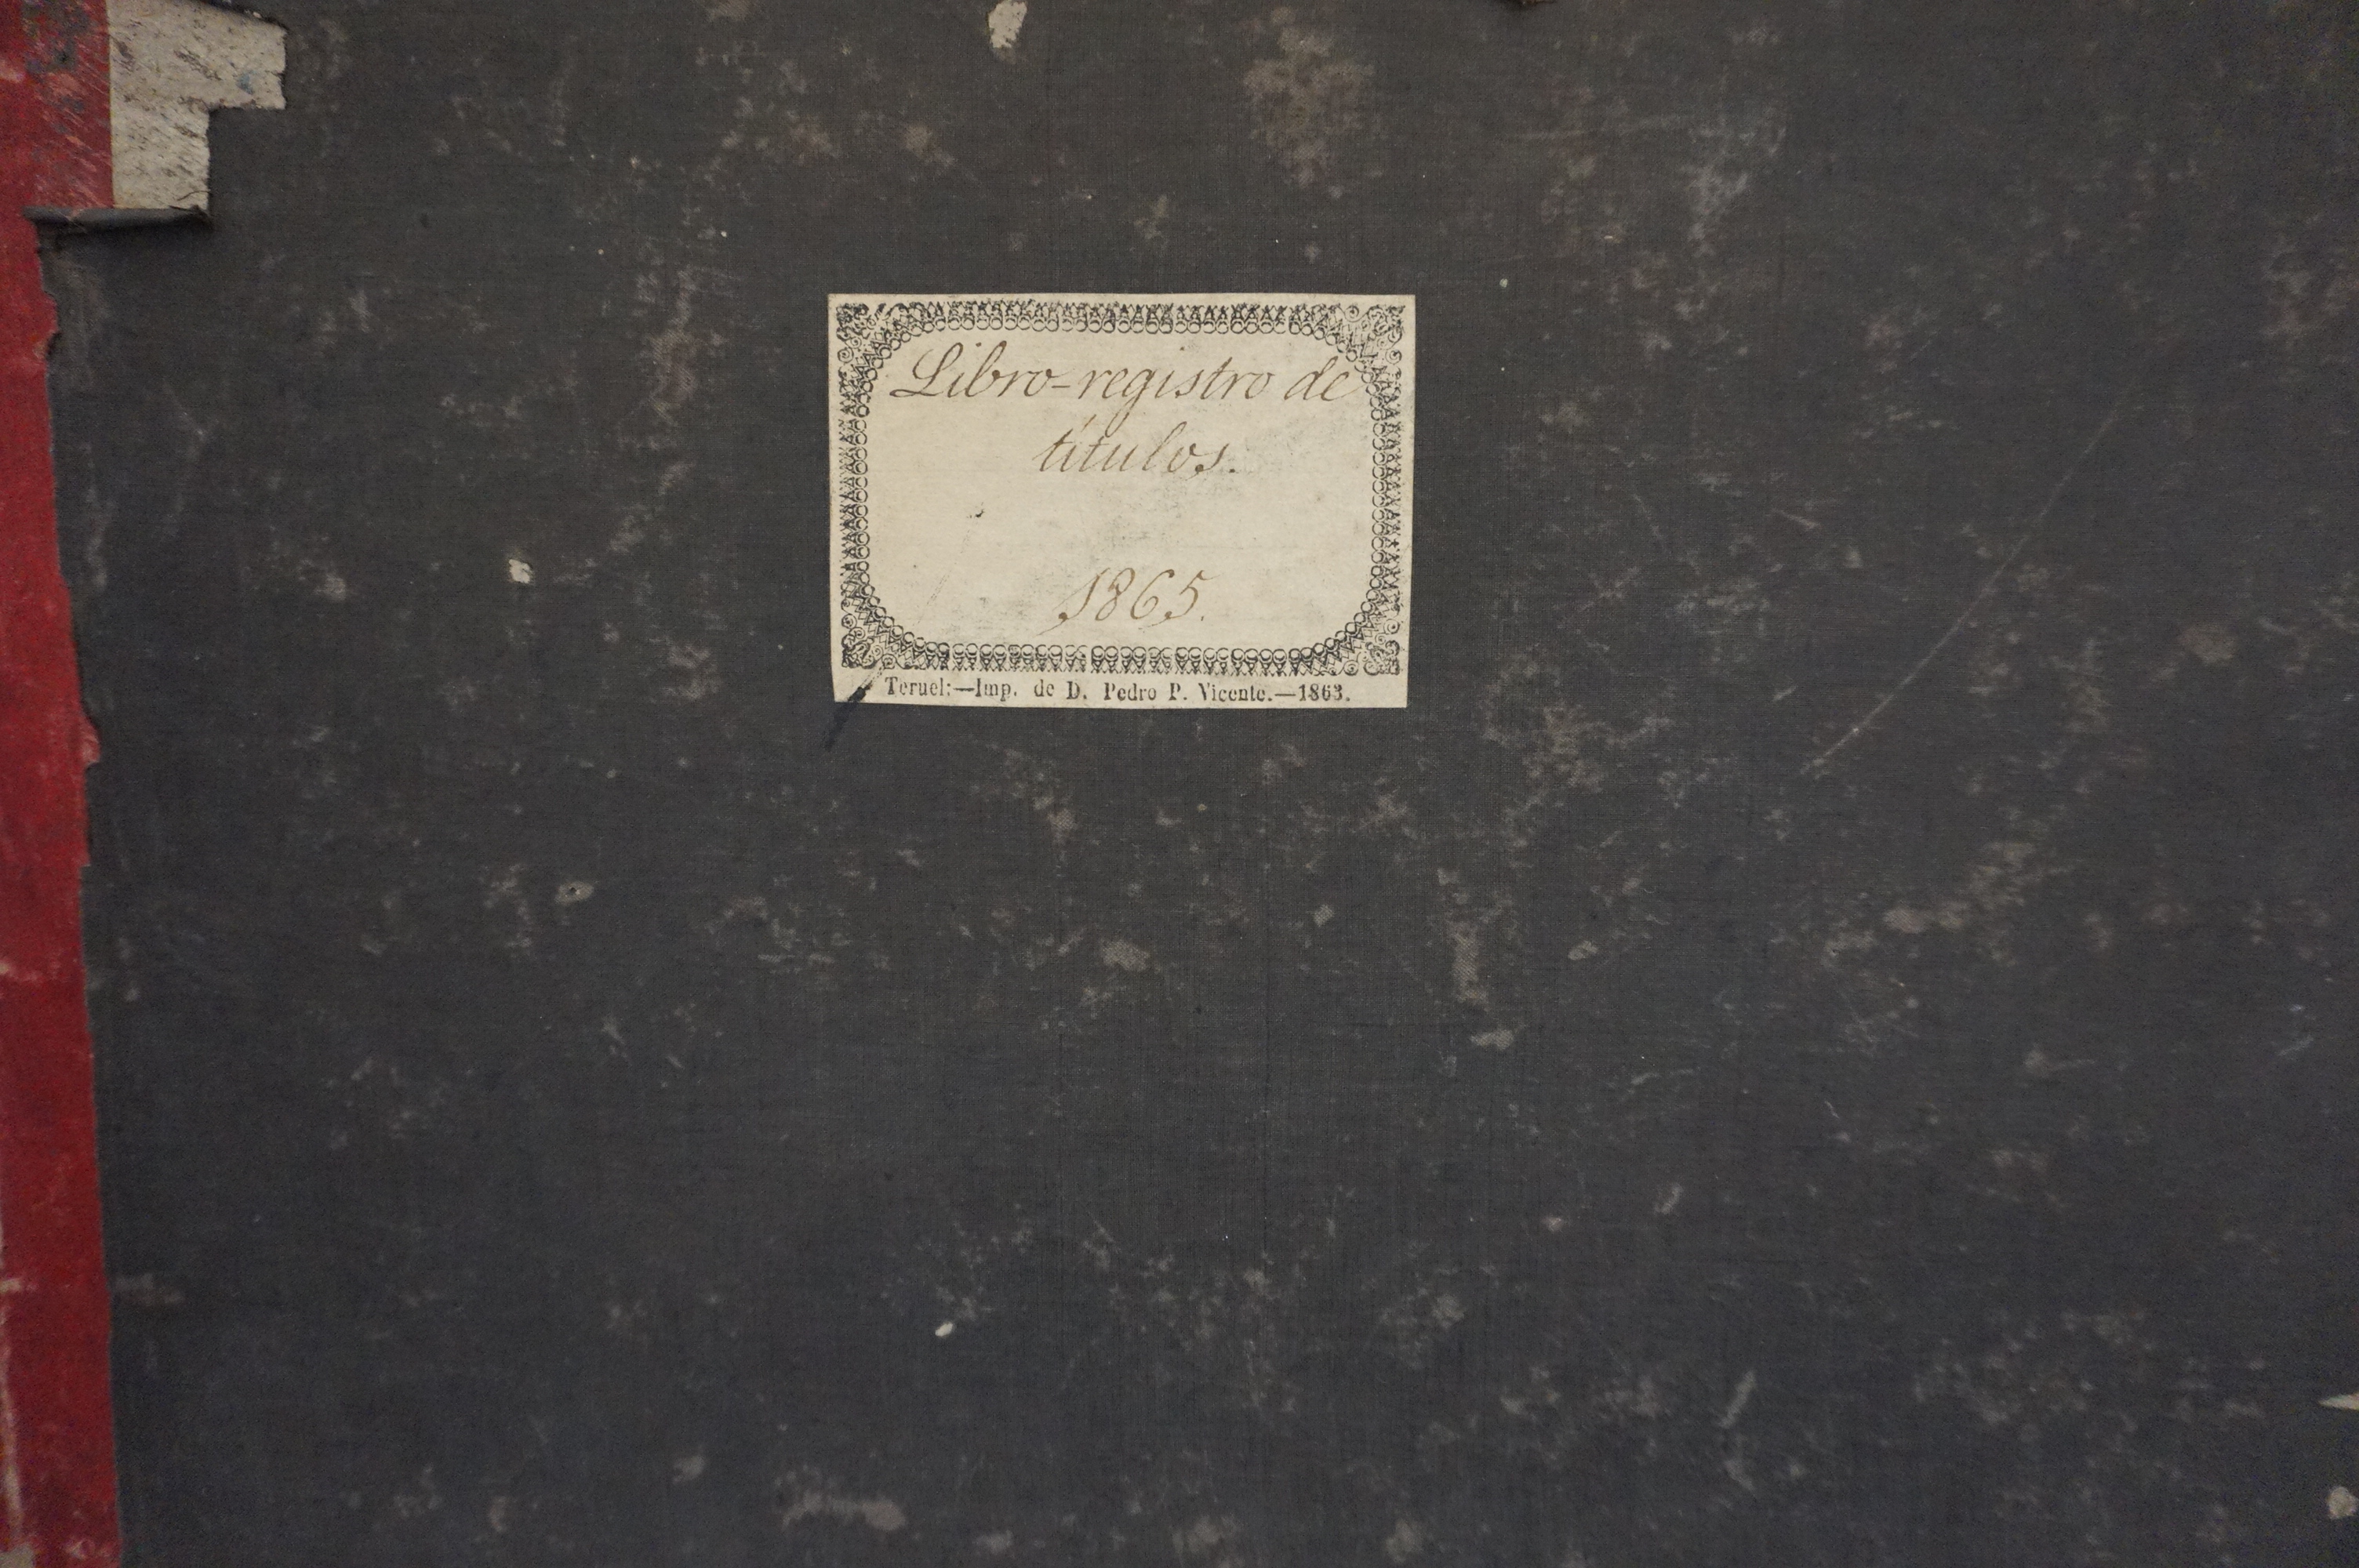 Libro-registro de
títulos.
1865.
Teruel:—Imp. de D. Pedro P. Vicente.—1863.